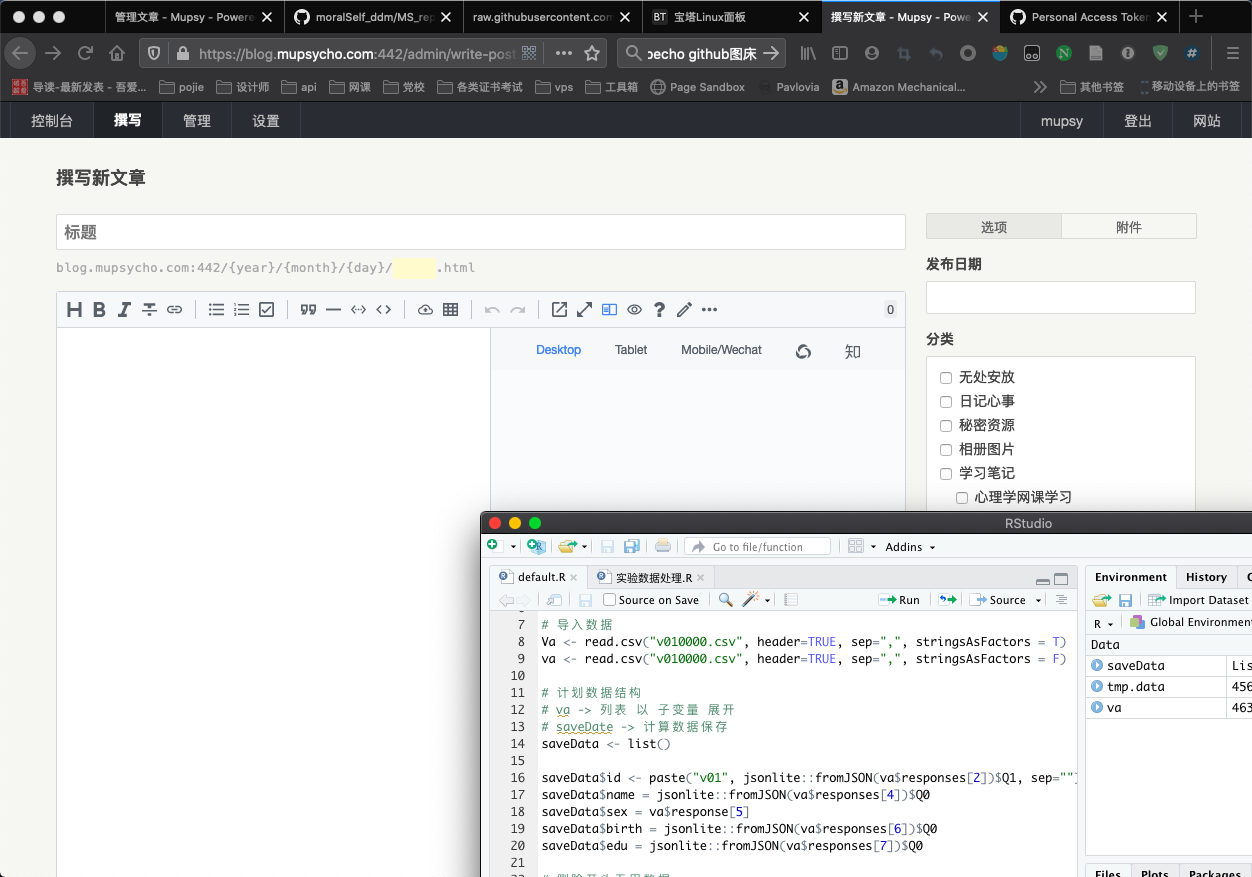 管理文章 - Mupsy - Powere
moralSelf_ddm/MS_rep
raw.githubusercontent.com
BT 宝塔Linux面板
撰写新文章 - Mupsy - Powe
Personal Access Token
https://blog.mupsycho.com:442/admin/write-post
becho github图床
导读-最新发表 - 吾爱...
pojie
设计师
api
网课
党校
各类证书考试
vps
工具箱
Page Sandbox
Pavlovia
Amazon Mechanical...
其他书签
移动设备上的书签
控制台
撰写
管理
设置
mupsy
登出
网站
撰写新文章
标题
选项
附件
blog.mupsycho.com:442/{year}/{month}/{day}/ .html
发布日期
0
分类
Desktop
Tablet
Mobile/Wechat
知
无处安放
日记心事
秘密资源
相册图片
学习笔记
心理学网课学习
RStudio
Go to file/function
Addins
default.R
实验数据处理.R
Source on Save
Run
Source
7 # 导入数据
8 Va <- read.csv("v010000.csv", header=TRUE, sep=",", stringsAsFactors = T)
9 va <- read.csv("v010000.csv", header=TRUE, sep=",", stringsAsFactors = F)
10
11 # 计划数据结构
12 # va -> 列表 以 子变量 展开
13 # saveDate -> 计算数据保存
14 saveData <- list()
15
16 saveData$id <- paste("v01", jsonlite::fromJSON(va$responses[2])$Q1, sep="")
17 saveData$name = jsonlite::fromJSON(va$responses[4])$Q0
18 saveData$sex = va$response[5]
19 saveData$birth = jsonlite::fromJSON(va$responses[6])$Q0
20 saveData$edu = jsonlite::fromJSON(va$responses[7])$Q0
21
Environment
History
Import Dataset
R
Global Environment
Data
saveData Lis
tmp.data 456
va 463
Files
Plots
Packages